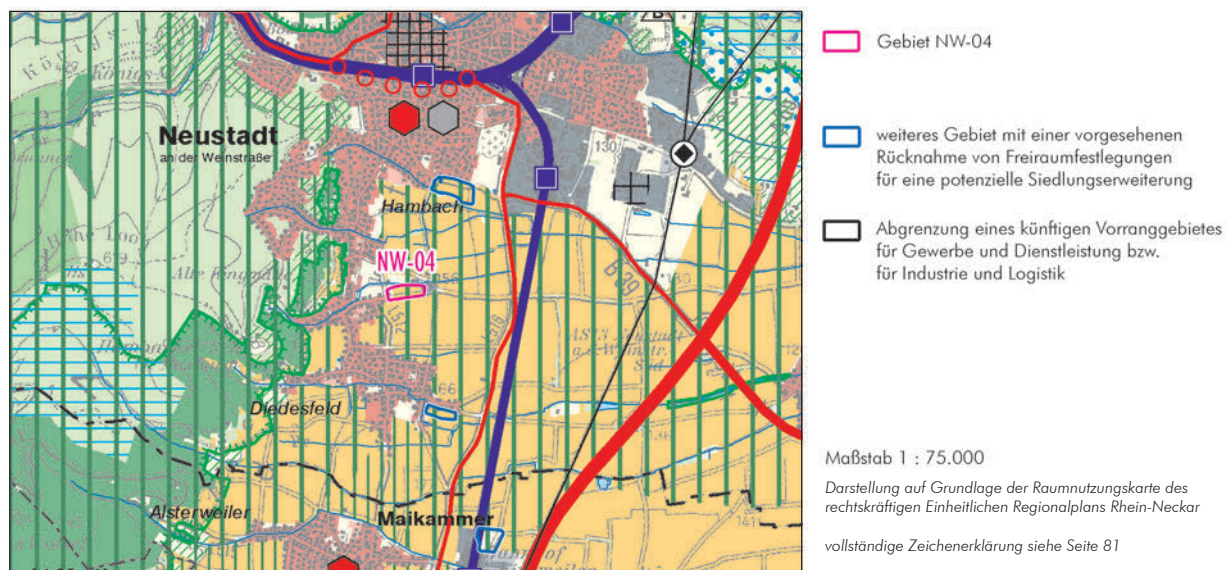 Neustadt
an der Weinstraße
130
Hambach
NW-04
B 39
Diedesfeld
Alsterweiler
Maikammer
141
Gebiet NW-04
weiteres Gebiet mit einer vorgesehenen
Rücknahme von Freiraumfestlegungen
für eine potenzielle Siedlungserweiterung
Abgrenzung eines künftigen Vorranggebietes
für Gewerbe und Dienstleistung bzw.
für Industrie und Logistik
Maßstab 1 : 75.000
Darstellung auf Grundlage der Raumnutzungskarte des
rechtskräftigen Einheitlichen Regionalplans Rhein-Neckar
vollständige Zeichenerklärung siehe Seite 81